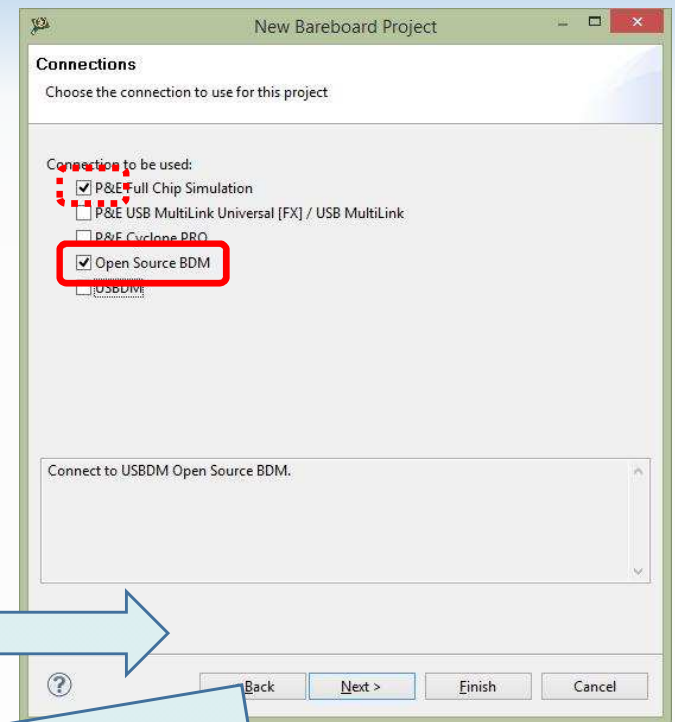 New Bareboard Project
Connections
Choose the connection to use for this project
Connection to be used:
P&E Full Chip Simulation
P&E USB MultiLink Universal [FX] / USB MultiLink
P&E Cyclone PRO
Open Source BDM
USBDM
Connect to USBDM Open Source BDM.
Back Next > Finish Cancel